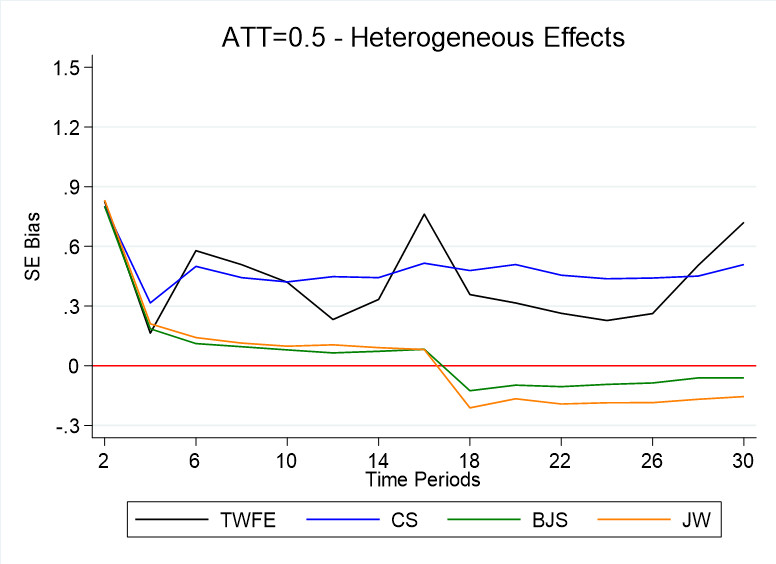 ATT=0.5 - Heterogeneous Effects
SE Bias
1.5
1.2
.9
.6
.3
0
-.3
2 6 10 14 18 22 26 30
Time Periods
TWFE CS BJS JW